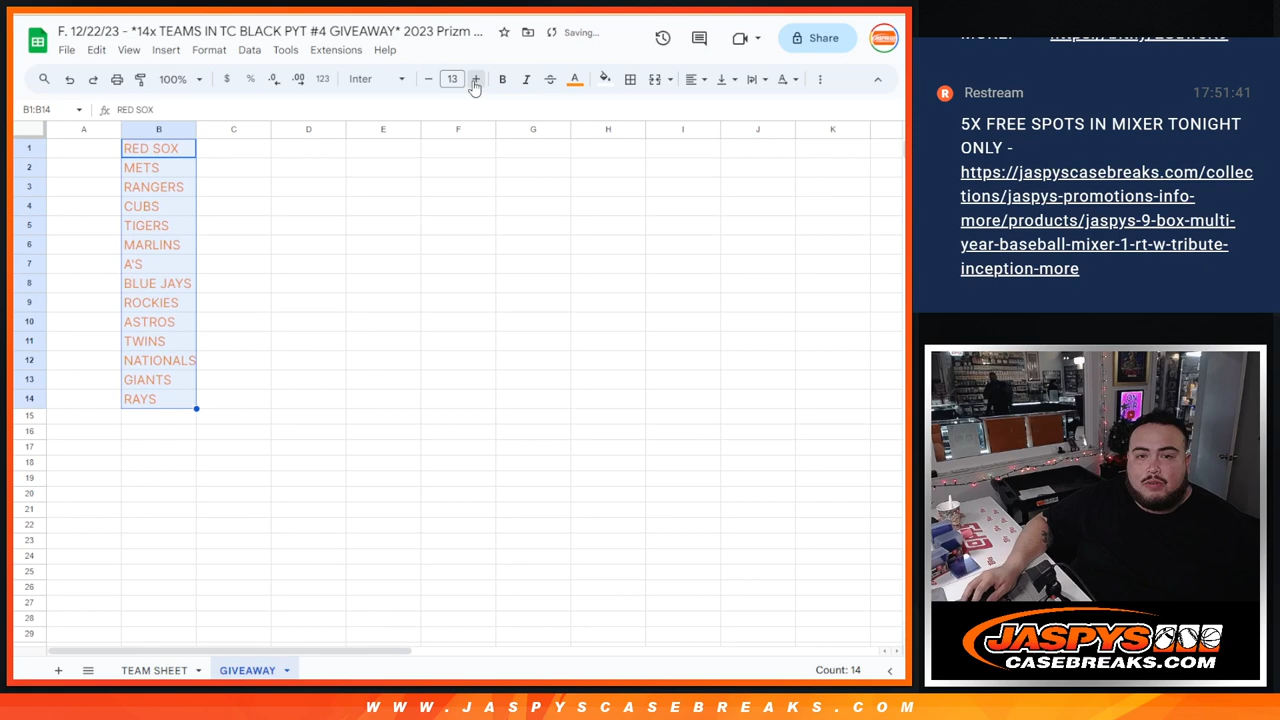 F. 12/22/23 - *14x TEAMS IN TC BLACK PYT #4 GIVEAWAY* 2023 Prizm ...
Saving...
File Edit View Insert Format Data Tools Extensions Help
Share
100% $ % .0 .00 123 Inter 13 B I A
B1:B14 fx RED SOX
A B C D E F G H I J K
1 RED SOX
2 METS
3 RANGERS
4 CUBS
5 TIGERS
6 MARLINS
7 A'S
8 BLUE JAYS
9 ROCKIES
10 ASTROS
11 TWINS
12 NATIONALS
13 GIANTS
14 RAYS
15
16
17
18
19
20
21
22
23
24
25
26
27
28
29
TEAM SHEET GIVEAWAY Count: 14
Restream 17:51:41
5X FREE SPOTS IN MIXER TONIGHT
ONLY -
https://jaspyscasebreaks.com/collec
tions/jaspys-promotions-info-
more/products/jaspys-9-box-multi-
year-baseball-mixer-1-rt-w-tribute-
inception-more
JASPYS
CASEBREAKS.COM
WWW.JASPYSCASEBREAKS.COM